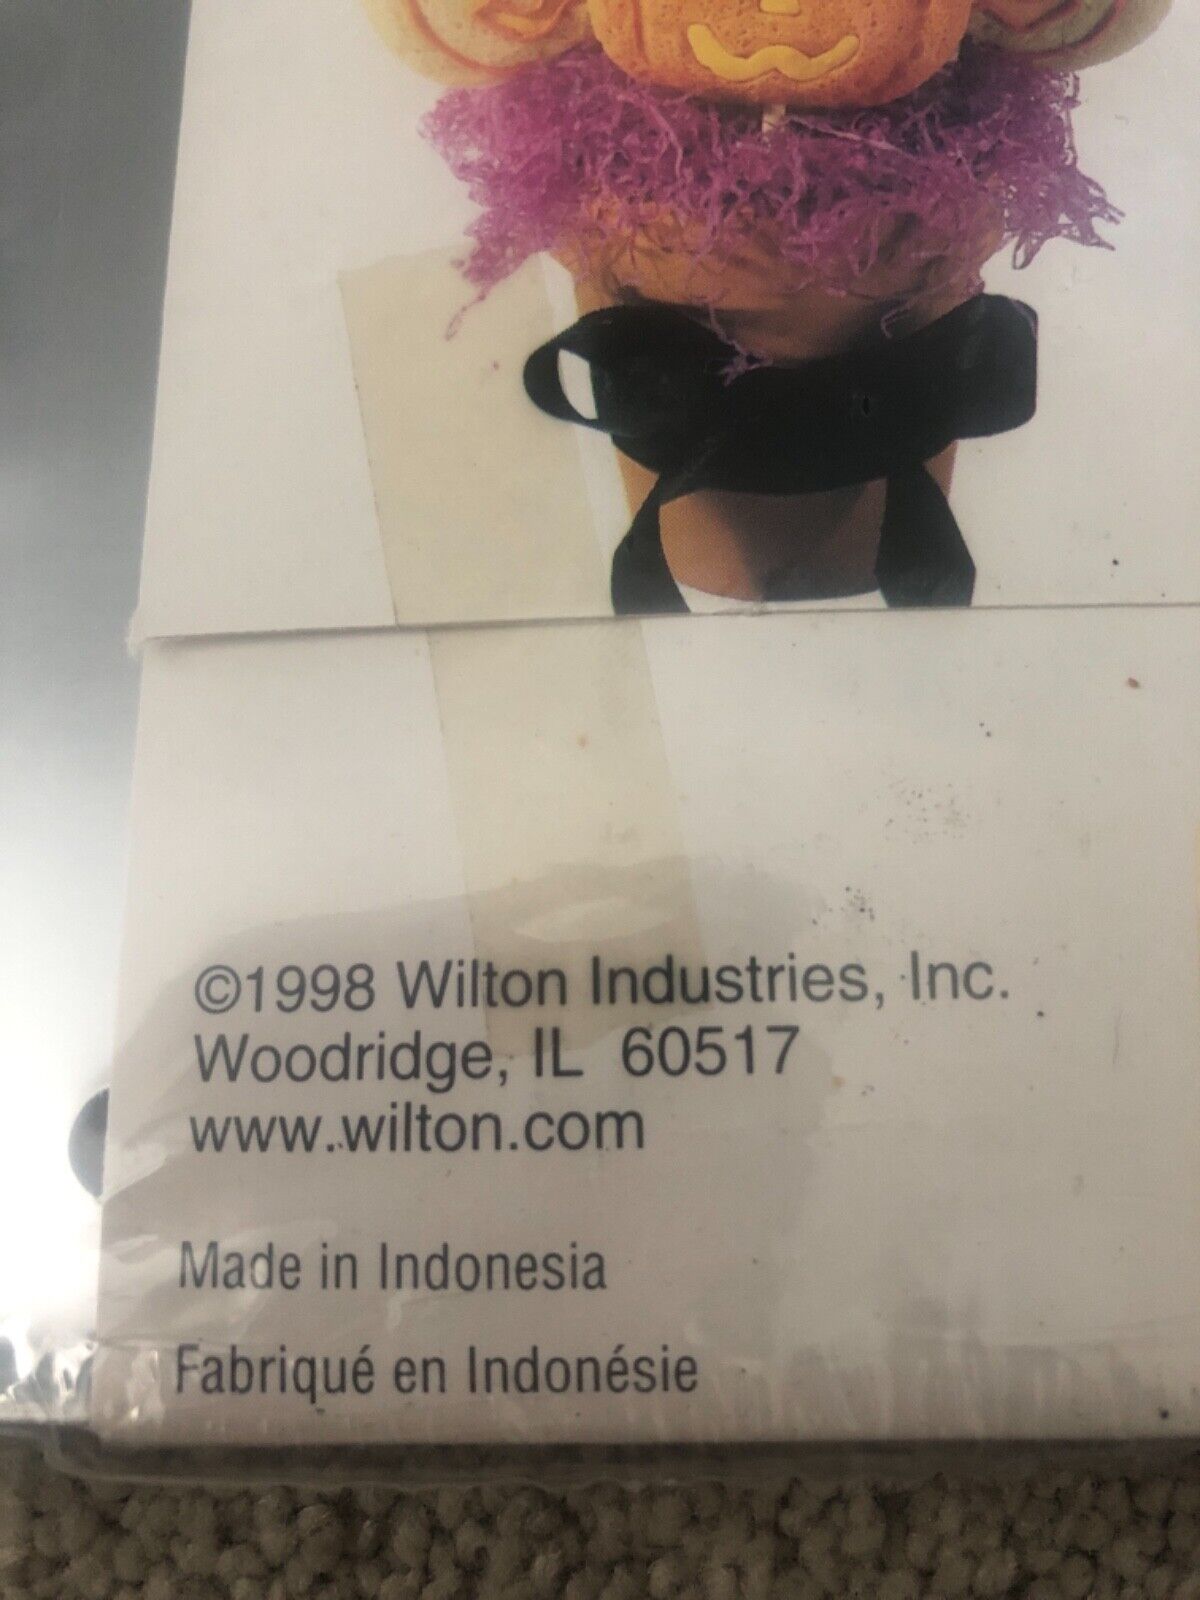 ©1998 Wilton Industries, Inc.
Woodridge, IL 60517
www.wilton.com
Made in Indonesia
Fabriqué en Indonésie